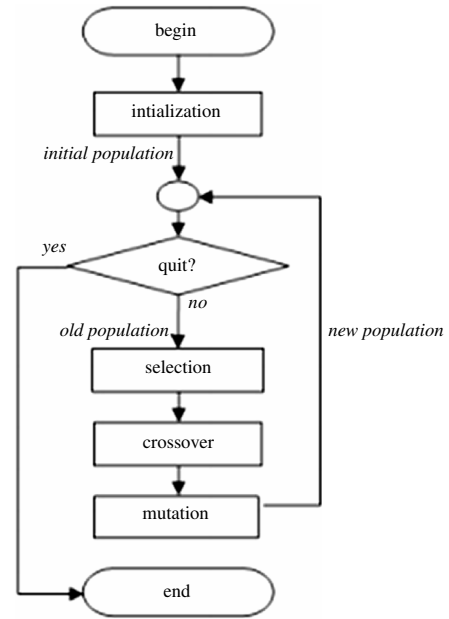 begin
intialization
initial population
yes
quit?
no
old population
new population
selection
crossover
mutation
end